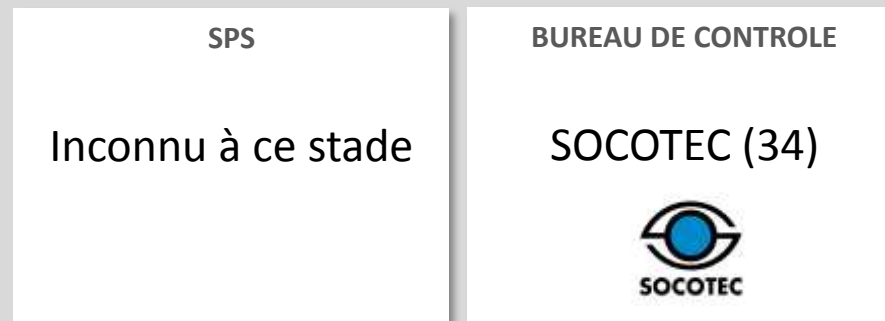 SPS
Inconnu à ce stade
BUREAU DE CONTROLE
SOCOTEC (34)
SOCOTEC